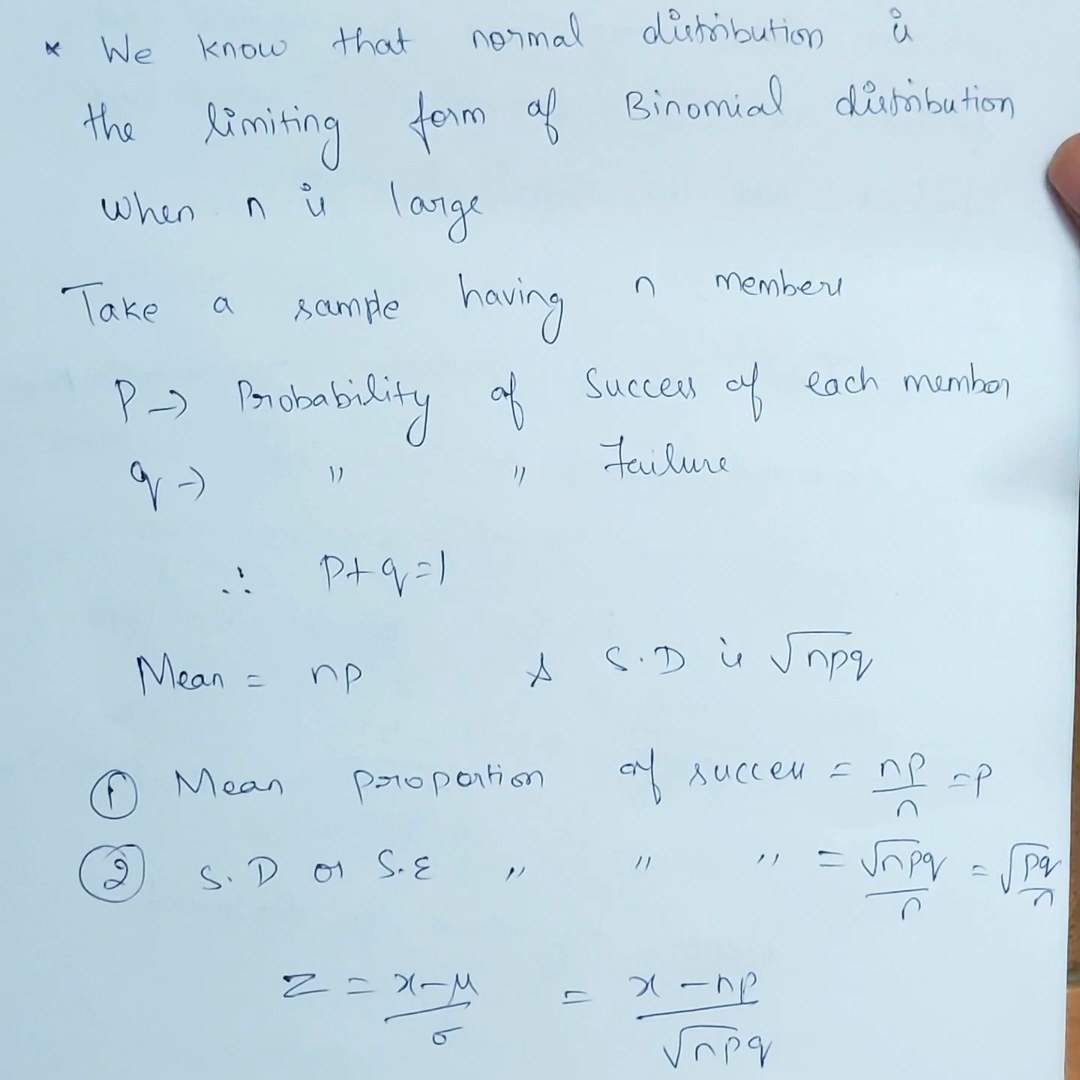 * We know that normal distribution is
the limiting form of Binomial distribution
when n is large
Take a sample having n members
P → Probability of Success of each member
q → " " Failure
∴ p+q=1
Mean = np & S.D is √npq
① Mean proportion of success = np/n = p
② S.D or S.E " " " = √npq/n = √pq/n
Z = x-μ/σ = x-np/√npq